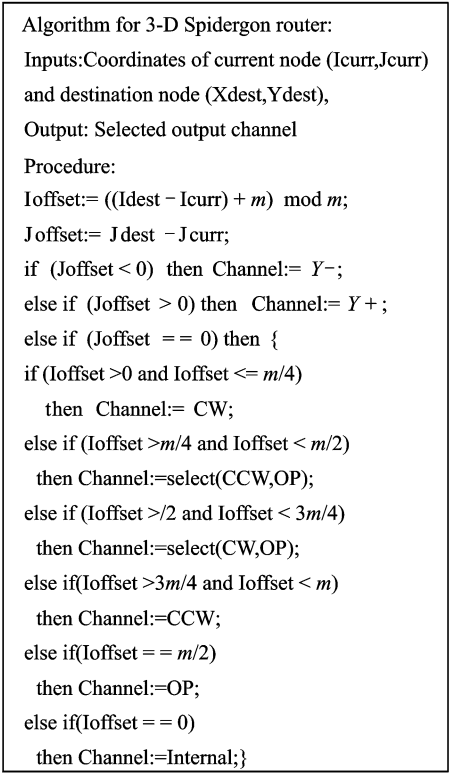 Algorithm for 3-D Spidergon router:
Inputs:Coordinates of current node (Icurr,Jcurr)
and destination node (Xdest,Ydest),
Output: Selected output channel
Procedure:
Ioffset:= ((Idest − Icurr) + m) mod m;
Joffset:= Jdest − Jcurr;
if (Joffset < 0) then Channel:= Y−;
else if (Joffset > 0) then Channel:= Y+;
else if (Joffset == 0) then {
if (Ioffset >0 and Ioffset <= m/4)
then Channel:= CW;
else if (Ioffset >m/4 and Ioffset < m/2)
then Channel:=select(CCW,OP);
else if (Ioffset >/2 and Ioffset < 3m/4)
then Channel:=select(CW,OP);
else if(Ioffset >3m/4 and Ioffset < m)
then Channel:=CCW;
else if(Ioffset == m/2)
then Channel:=OP;
else if(Ioffset == 0)
then Channel:=Internal;}